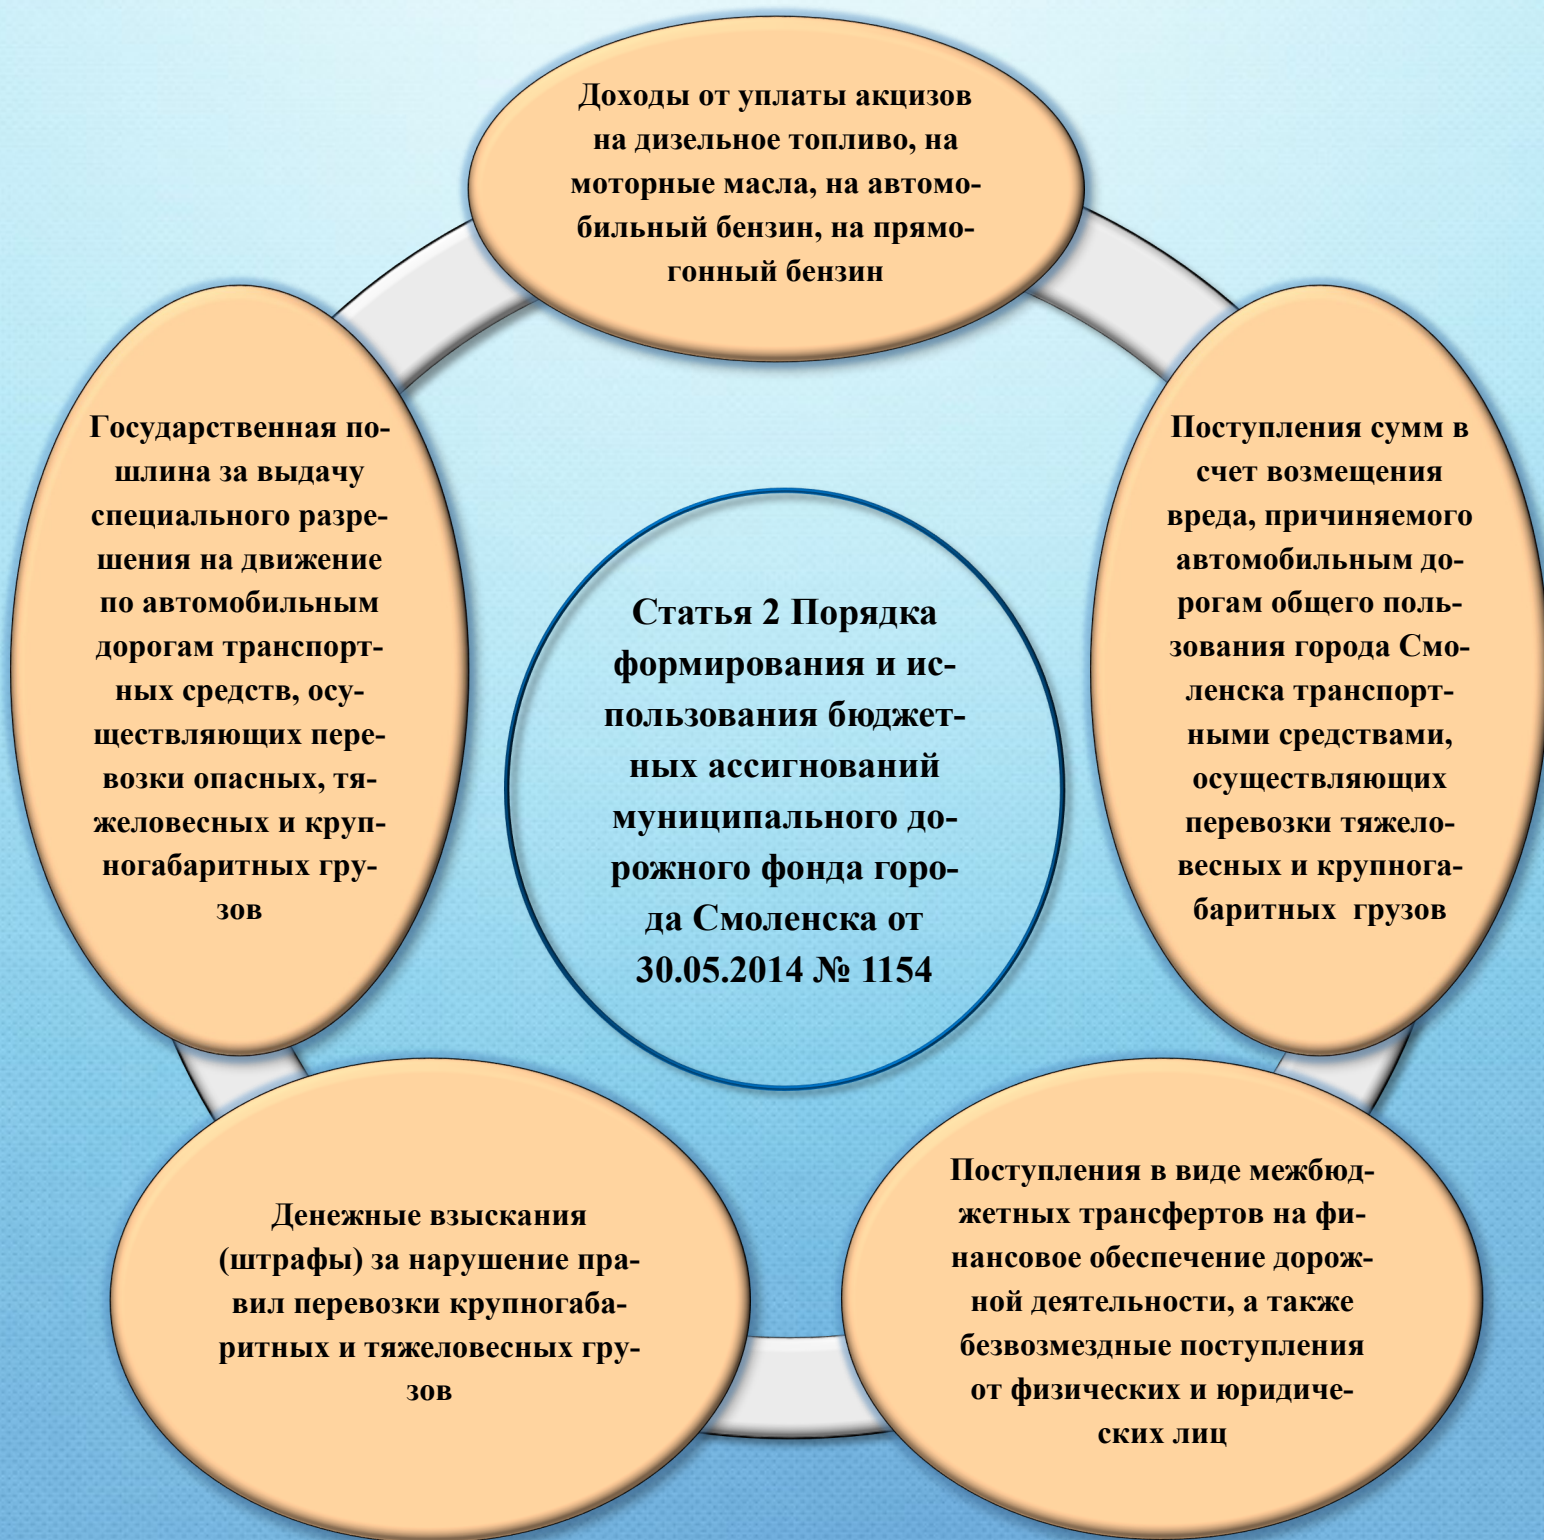 Доходы от уплаты акцизов
на дизельное топливо, на
моторные масла, на автомо-
бильный бензин, на прямо-
гонный бензин
Государственная по-
шлина за выдачу
специального разре-
шения на движение
по автомобильным
дорогам транспорт-
ных средств, осу-
ществляющих пере-
возки опасных, тя-
желовесных и круп-
ногабаритных гру-
зов
Статья 2 Порядка
формирования и ис-
пользования бюджет-
ных ассигнований
муниципального до-
рожного фонда горо-
да Смоленска от
30.05.2014 № 1154
Поступления сумм в
счет возмещения
вреда, причиняемого
автомобильным до-
рогам общего поль-
зования города Смо-
ленска транспорт-
ными средствами,
осуществляющих
перевозки тяжело-
весных и крупнога-
баритных  грузов
Денежные взыскания
(штрафы) за нарушение пра-
вил перевозки крупногаба-
ритных и тяжеловесных гру-
зов
Поступления в виде межбюд-
жетных трансфертов на фи-
нансовое обеспечение дорож-
ной деятельности, а также
безвозмездные поступления
от физических и юридиче-
ских лиц